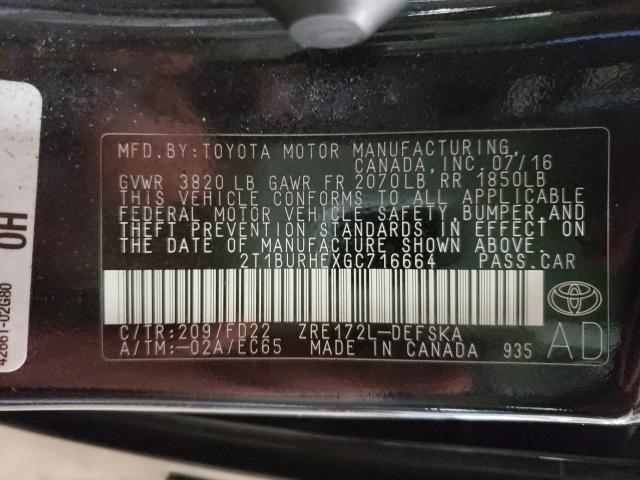 MFD.BY:TOYOTA MOTOR MANUFACTURING,
CANADA, INC. 07/16
GVWR 3820 LB GAWR FR 2070LB RR 1850LB
THIS VEHICLE CONFORMS TO ALL APPLICABLE
FEDERAL MOTOR VEHICLE SAFETY, BUMPER, AND
THEFT PREVENTION STANDARDS IN EFFECT ON
THE DATE OF MANUFACTURE SHOWN ABOVE.
2T1BURHEXGC716664 PASS.CAR
C/TR:209/FD22 ZRE172L-DEFSKA
A/TM:-02A/EC65 MADE IN CANADA 935
AD
OH
42661-02G80